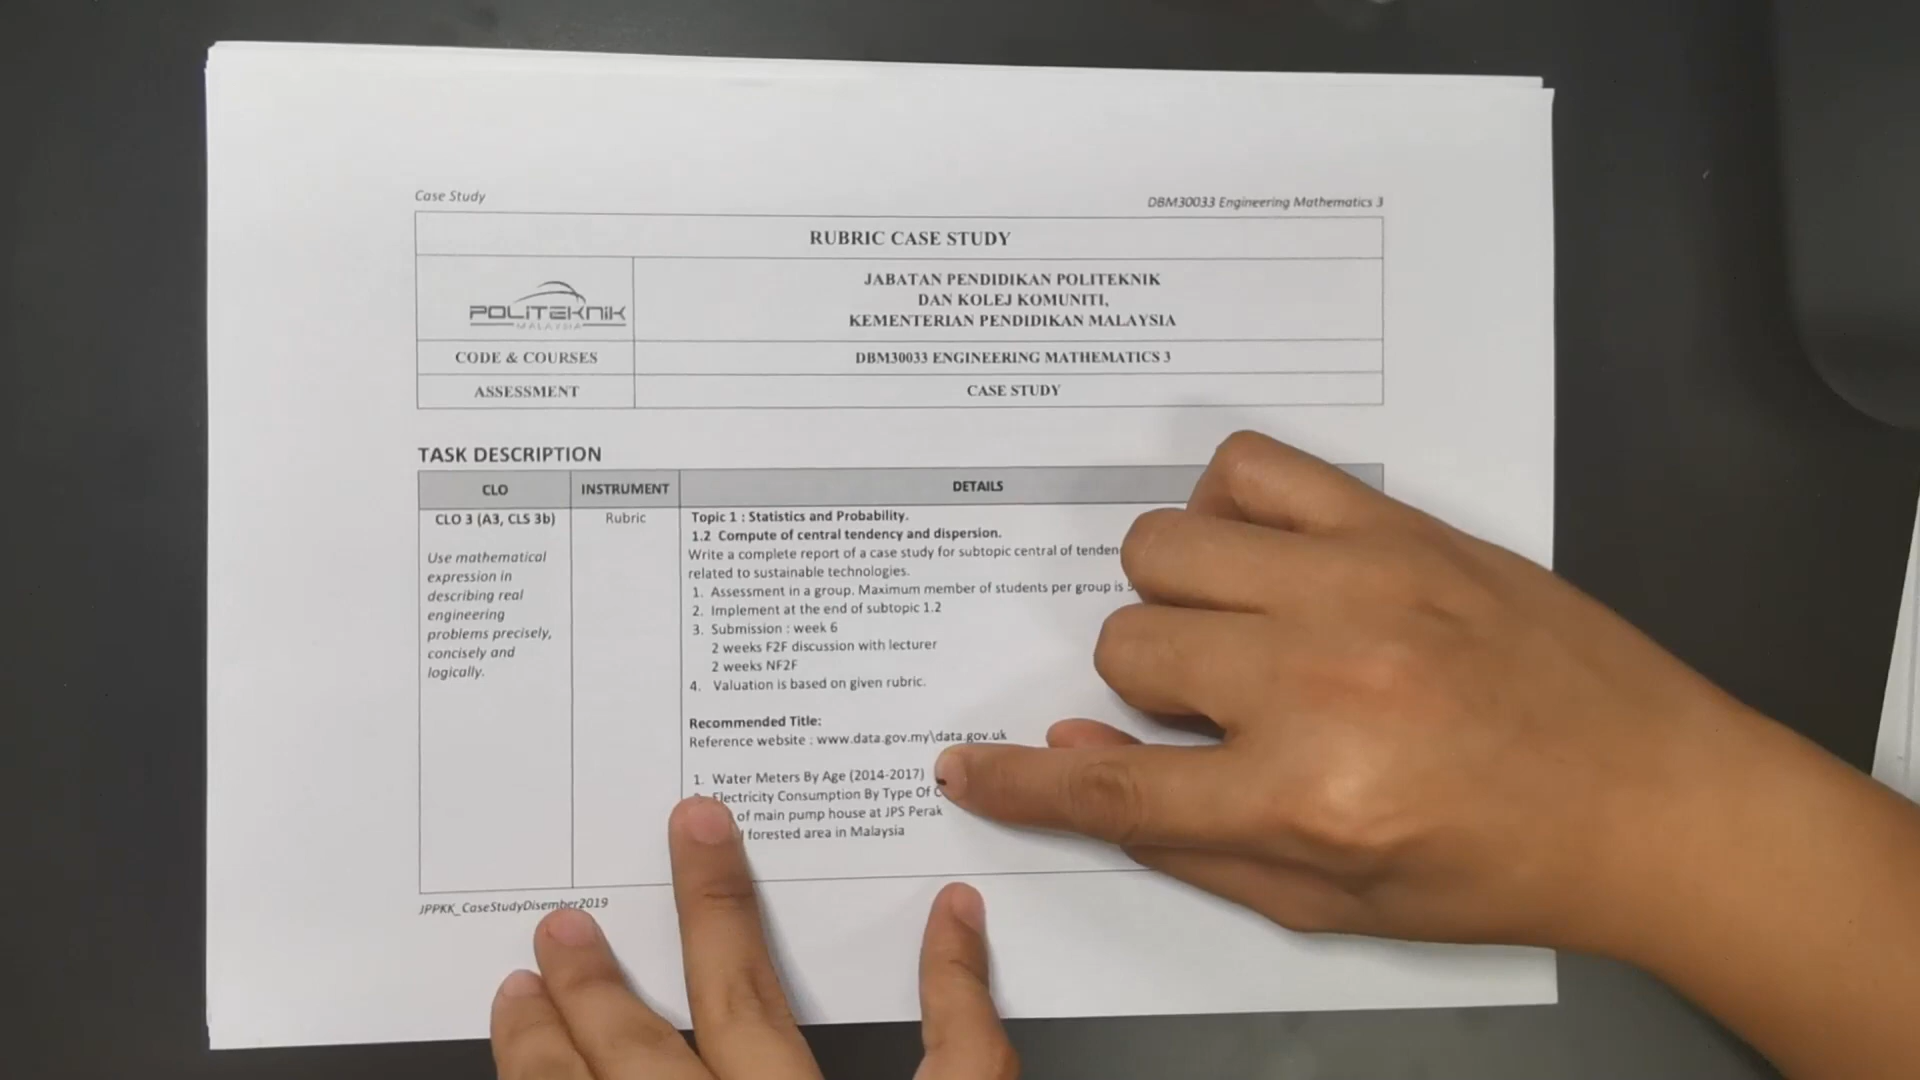 Case Study
DBM30033 Engineering Mathematics 3
RUBRIC CASE STUDY
POLITEKNIK
MALAYSIA
JABATAN PENDIDIKAN POLITEKNIK
DAN KOLEJ KOMUNITI,
KEMENTERIAN PENDIDIKAN MALAYSIA
CODE & COURSES
DBM30033 ENGINEERING MATHEMATICS 3
ASSESSMENT
CASE STUDY
TASK DESCRIPTION
CLO
INSTRUMENT
DETAILS
CLO 3 (A3, CLS 3b)
Use mathematical
expression in
describing real
engineering
problems precisely,
concisely and
logically.
Rubric
Topic 1 : Statistics and Probability.
1.2 Compute of central tendency and dispersion.
Write a complete report of a case study for subtopic central of
related to sustainable technologies.
1. Assessment in a group. Maximum member of students per group is
2. Implement at the end of subtopic 1.2
3. Submission : week 6
2 weeks F2F discussion with lecturer
2 weeks NF2F
4. Valuation is based on given rubric.
Recommended Title:
Reference website : www.data.gov.my\data.gov.uk
1. Water Meters By Age (2014-2017)
Electricity Consumption By Type Of
of main pump house at JPS Perak
forested area in Malaysia
JPPKK_CaseStudyDisember2019